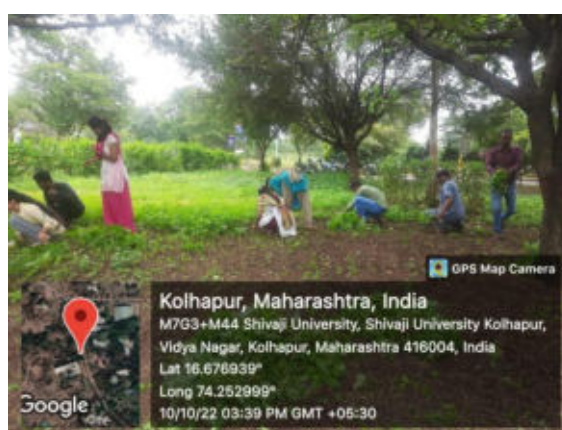 GPS Map Camera
Kolhapur, Maharashtra, India
M7G3+M44 Shivaji University, Shivaji University Kolhapur,
Vidya Nagar, Kolhapur, Maharashtra 416004, India
Lat 16.676939°
Long 74.252999°
10/10/22 03:39 PM GMT +05:30
Google